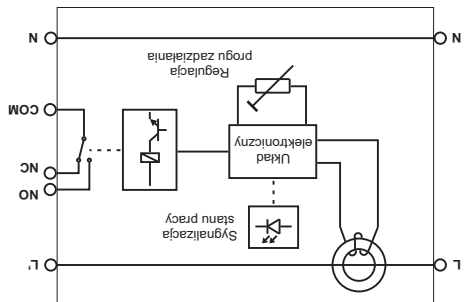 L
L'
Sygnalizacja
stanu pracy
NO
NC
Układ
elektroniczny
COM
Regulacja
progu zadziałania
N
N